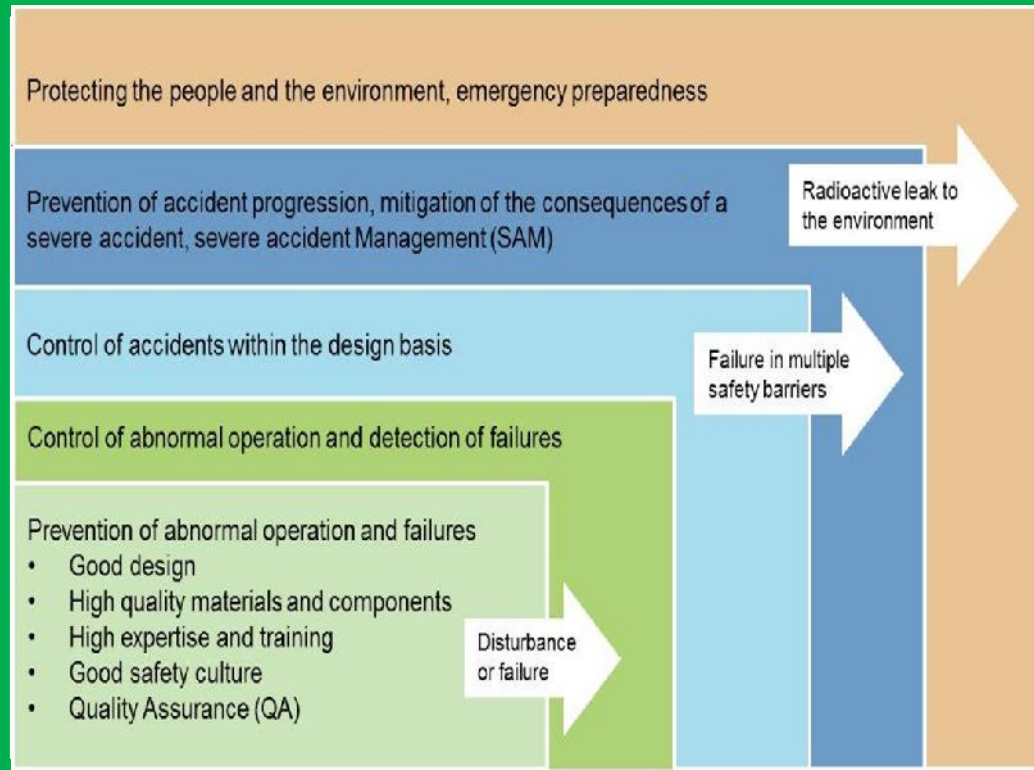 Protecting the people and the environment, emergency preparedness
Radioactive leak to
the environment
Prevention of accident progression, mitigation of the consequences of a
severe accident, severe accident Management (SAM)
Control of accidents within the design basis
Failure in multiple
safety barriers
Control of abnormal operation and detection of failures
Prevention of abnormal operation and failures
• Good design
• High quality materials and components
• High expertise and training
• Good safety culture
• Quality Assurance (QA)
Disturbance
or failure